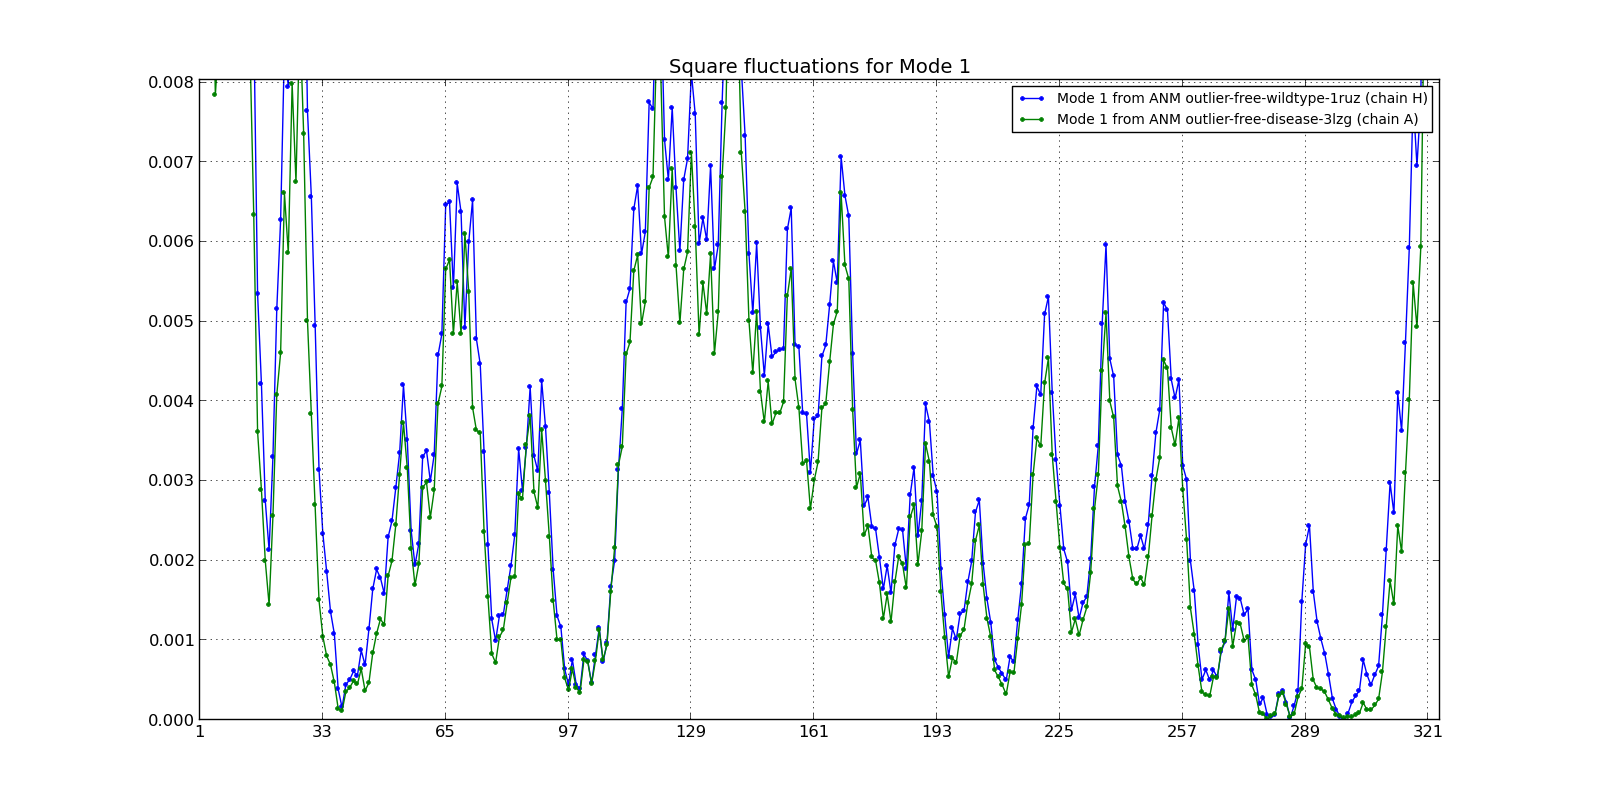 Square fluctuations for Mode 1
0.008
0.007
0.006
0.005
0.004
0.003
0.002
0.001
0.000
Mode 1 from ANM outlier-free-wildtype-1ruz (chain H)
Mode 1 from ANM outlier-free-disease-3lzg (chain A)
1 33 65 97 129 161 193 225 257 289 321